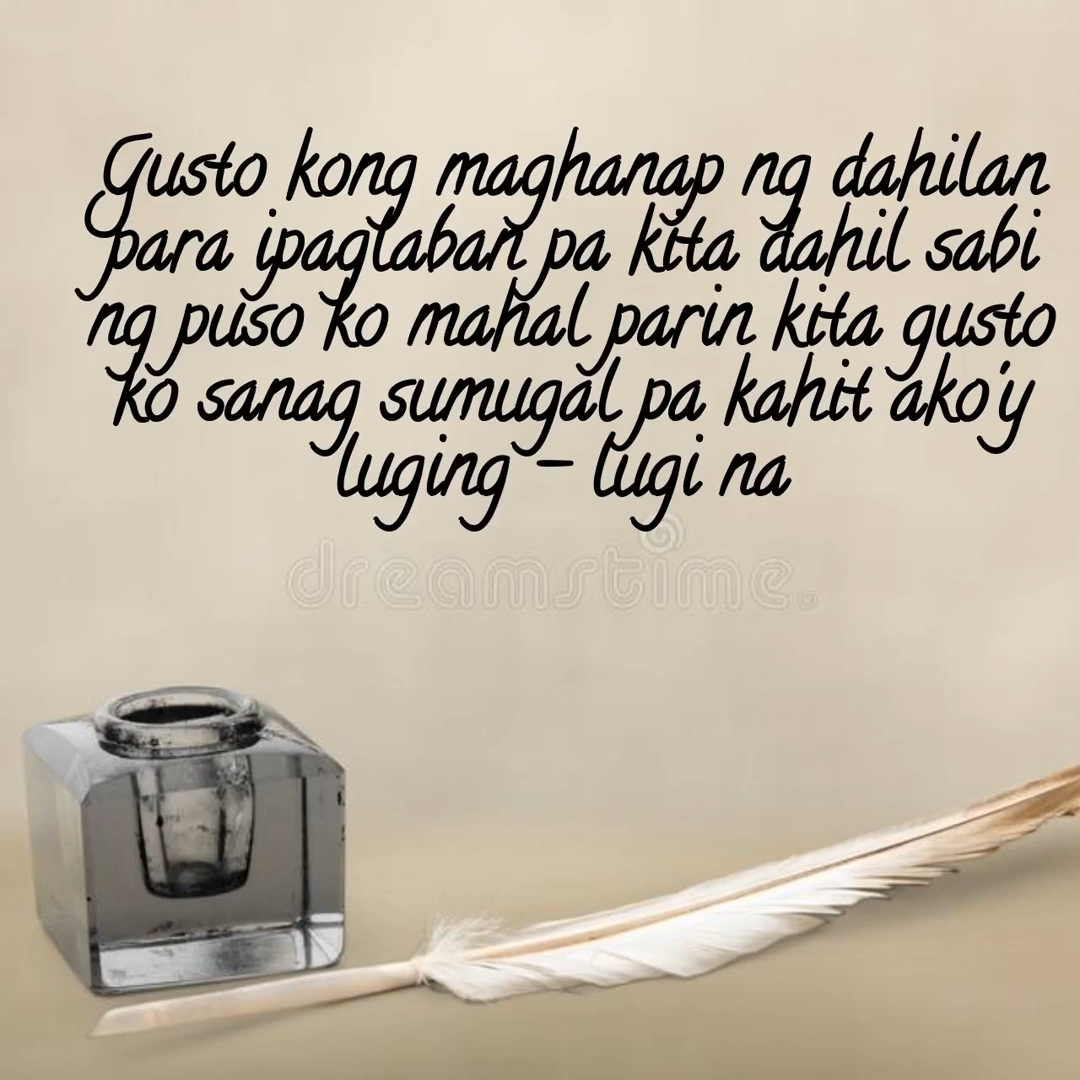 Gusto kong maghanap ng dahilan
para ipaglaban pa kita dahil sabi
ng puso ko mahal parin kita gusto
ko sanag sumugal pa kahit ako'y
luging - lugi na
dreamstime.